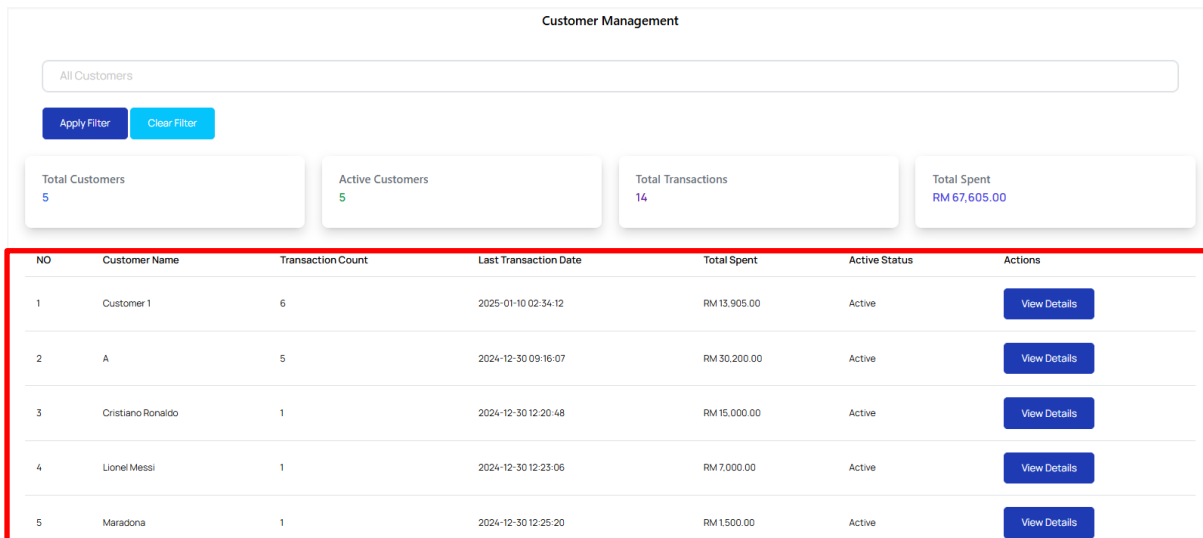 Customer Management
All Customers
Apply Filter Clear Filter
Total Customers Active Customers Total Transactions Total Spent
5 5 14 RM 67,605.00
NO Customer Name Transaction Count Last Transaction Date Total Spent Active Status Actions
1 Customer 1 6 2025-01-10 02:34:12 RM 13,905.00 Active View Details
2 A 5 2024-12-30 09:16:07 RM 30,200.00 Active View Details
3 Cristiano Ronaldo 1 2024-12-30 12:20:48 RM 15,000.00 Active View Details
4 Lionel Messi 1 2024-12-30 12:23:06 RM 7,000.00 Active View Details
5 Maradona 1 2024-12-30 12:25:20 RM 1,500.00 Active View Details